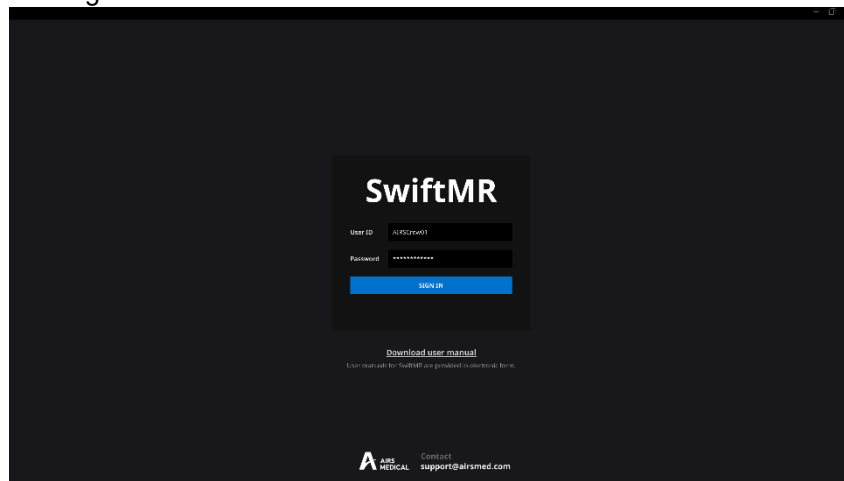 SwiftMR
User ID
AIRSCrew01
Password
************
SIGN IN
Download user manual
User manuals for SwiftMR are provided in electronic form.
AIRS
MEDICAL
Contact
support@airsmed.com